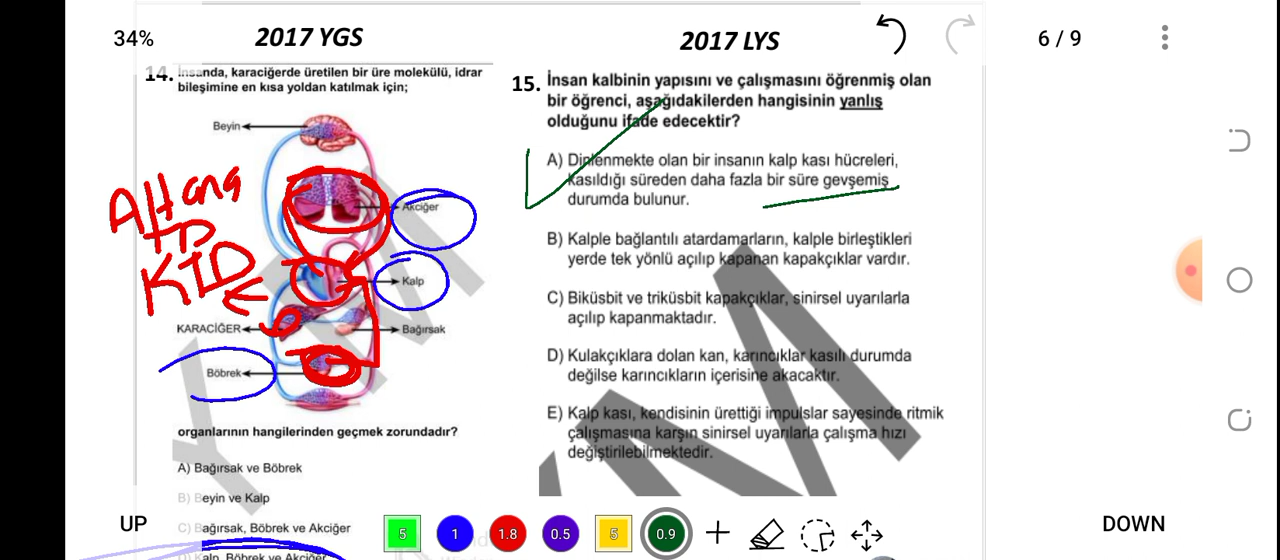 34%
2017 YGS
2017 LYS
6 / 9
14. İnsanda, karaciğerde üretilen bir üre molekülü, idrar
bileşimine en kısa yoldan katılmak için;
Beyin
Akciğer
Kalp
KARACİĞER
Bağırsak
Böbrek
KTD
organlarının hangilerinden geçmek zorundadır?
A) Bağırsak ve Böbrek
B) Beyin ve Kalp
C) Bağırsak, Böbrek ve Akciğer
D) Kalp, Böbrek ve Akciğer
15. İnsan kalbinin yapısını ve çalışmasını öğrenmiş olan
bir öğrenci, aşağıdakilerden hangisinin yanlış
olduğunu ifade edecektir?
A) Dinlenmekte olan bir insanın kalp kası hücreleri,
kasıldığı süreden daha fazla bir süre gevşemiş
durumda bulunur.
B) Kalple bağlantılı atardamarların, kalple birleştikleri
yerde tek yönlü açılıp kapanan kapakçıklar vardır.
C) Biküsbit ve triküsbit kapakçıklar, sinirsel uyarılarla
açılıp kapanmaktadır.
D) Kulakçıklara dolan kan, karıncıklar kasılı durumda
değilse karıncıkların içerisine akacaktır.
E) Kalp kası, kendisinin ürettiği impulslar sayesinde ritmik
çalışmasına karşın sinirsel uyarılarla çalışma hızı
değiştirilebilmektedir.
UP
5
1
1.8
0.5
5
0.9
DOWN